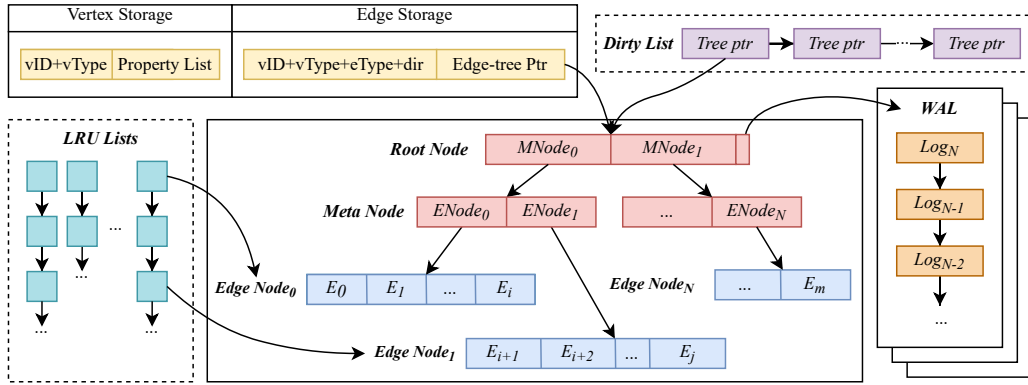 Vertex Storage
Edge Storage
vID+vType Property List
vID+vType+eType+dir Edge-tree Ptr
Dirty List Tree ptr Tree ptr ... Tree ptr
LRU Lists
...
...
...
...
Root Node MNode0 MNode1
Meta Node ENode0 ENode1 ... ENodeN
Edge Node0 E0 E1 ... Ei
Edge NodeN ... Em
Edge Node1 Ei+1 Ei+2 ... Ej
WAL
LogN
LogN-1
LogN-2
...